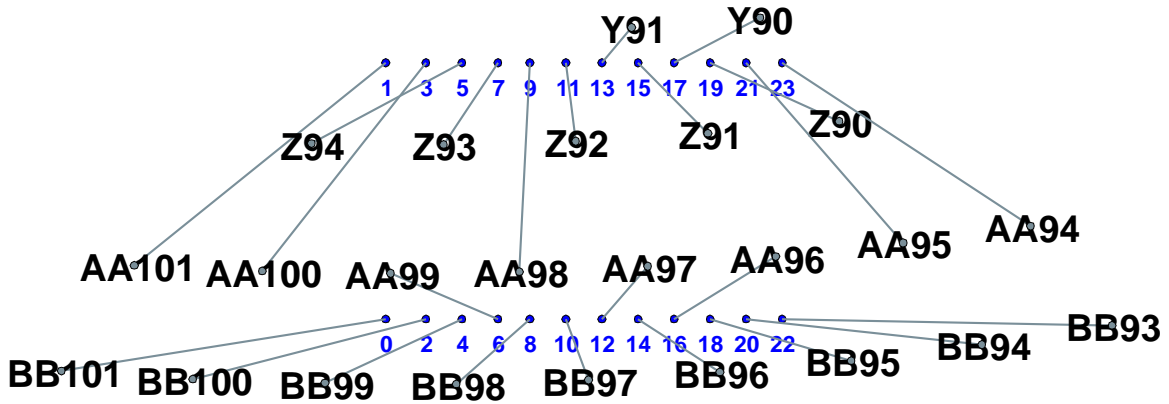 Y91 Y90
1 3 5 7 9 11 13 15 17 19 21 23
Z94 Z93 Z92 Z91 Z90
AA101 AA100 AA99 AA98 AA97 AA96 AA95 AA94
0 2 4 6 8 10 12 14 16 18 20 22
BB101 BB100 BB99 BB98 BB97 BB96 BB95 BB94 BB93